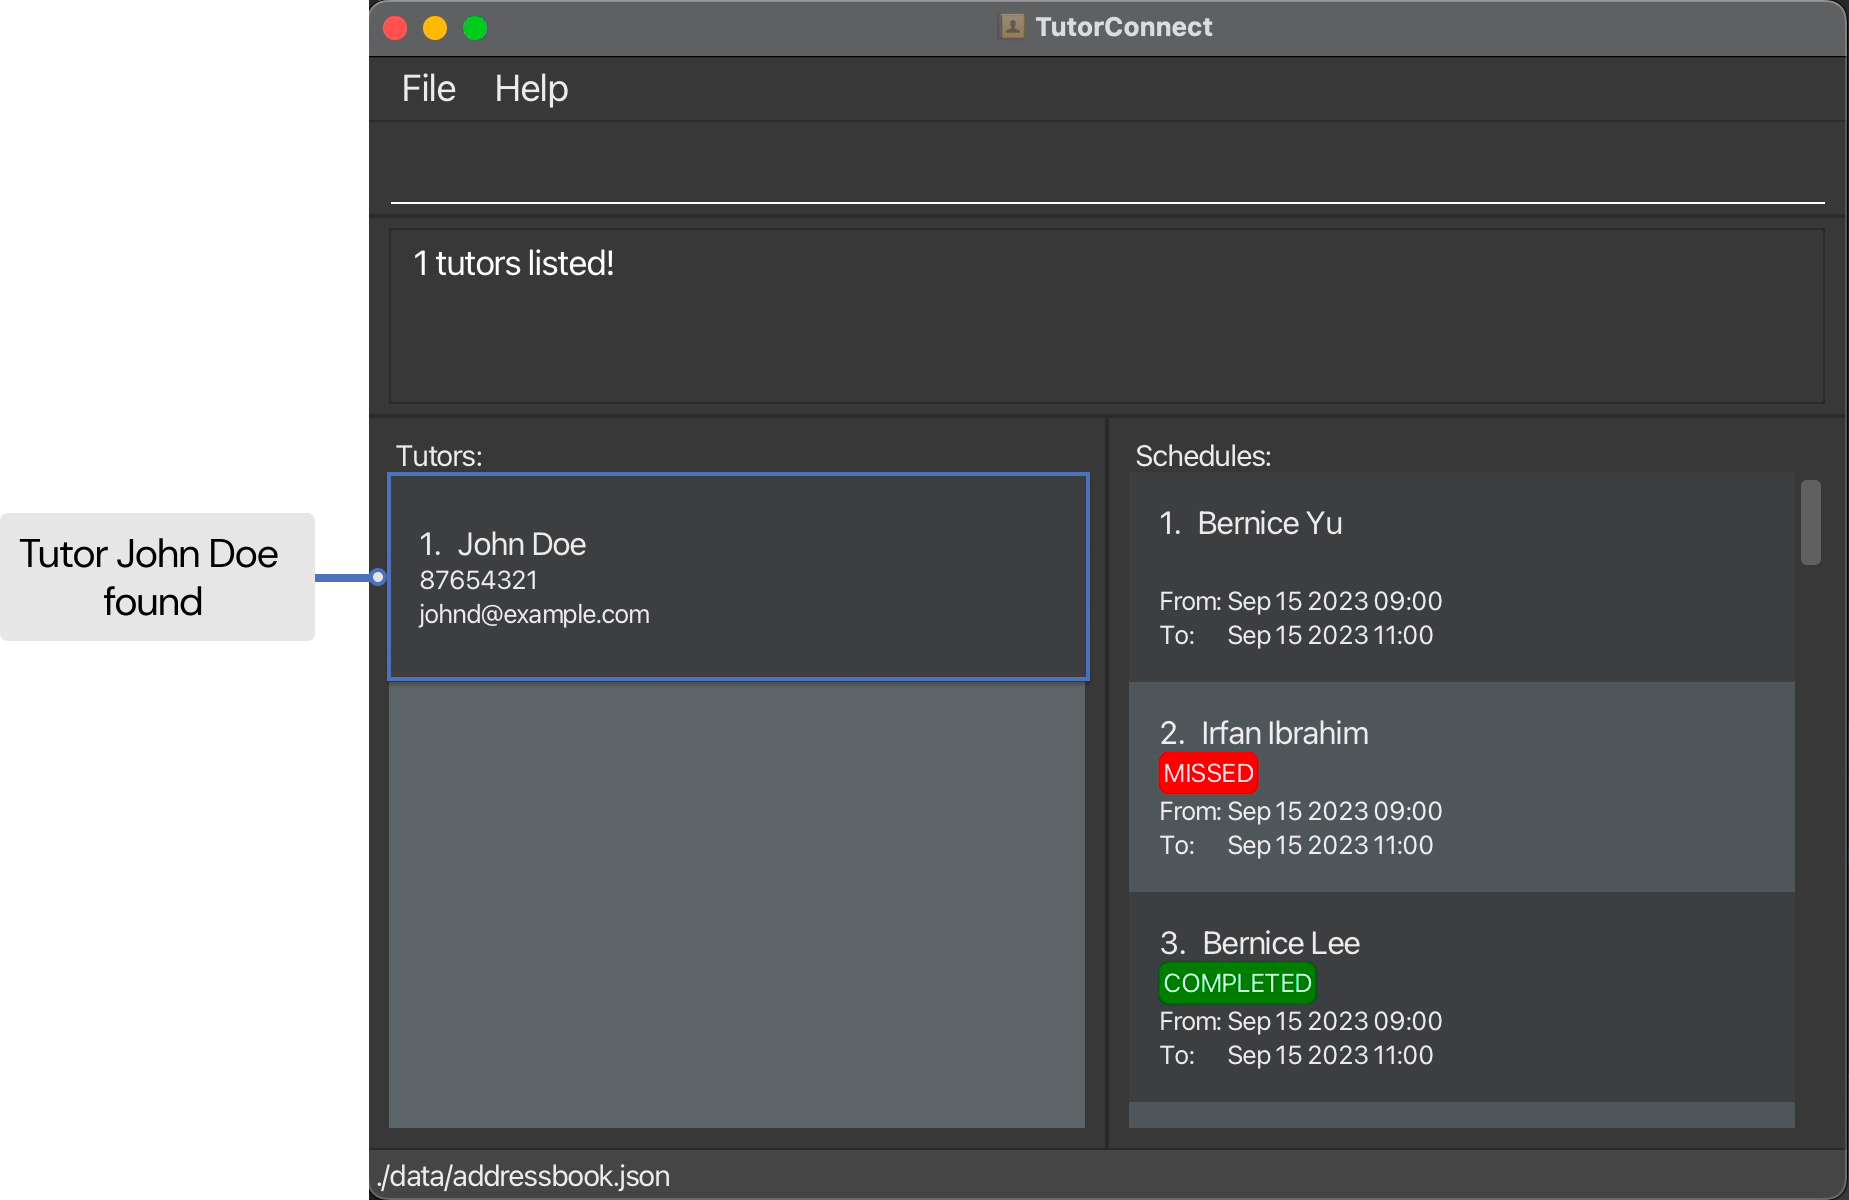 TutorConnect
File Help
1 tutors listed!
Tutors:
1. John Doe
87654321
johnd@example.com
Tutor John Doe
found
Schedules:
1. Bernice Yu
From: Sep 15 2023 09:00
To: Sep 15 2023 11:00
2. Irfan Ibrahim
MISSED
From: Sep 15 2023 09:00
To: Sep 15 2023 11:00
3. Bernice Lee
COMPLETED
From: Sep 15 2023 09:00
To: Sep 15 2023 11:00
./data/addressbook.json